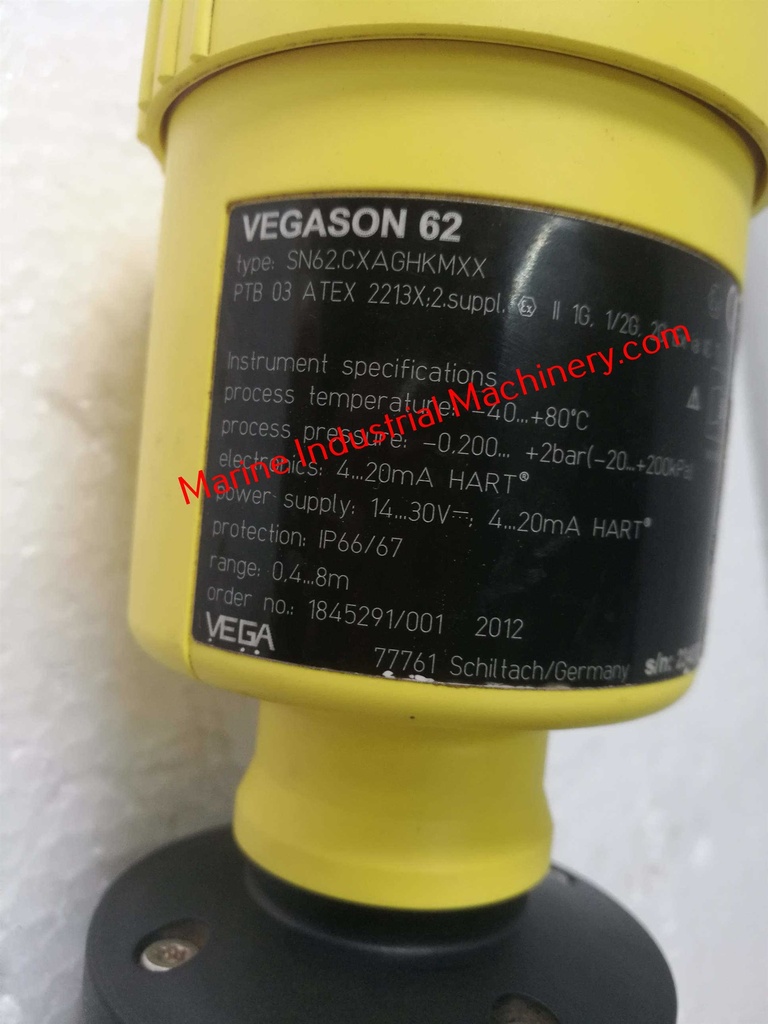 VEGASON 62
type: SN62.CXAGHKMXX
PTB 03 ATEX 2213X;2.suppl. Ex II 1G, 1/2G, 2G
Instrument specifications
process temperature: -40...+80°C
process pressure: -0,200... +2bar(-20...+200kPa)
electronics: 4...20mA HART®
power supply: 14...30V⎓; 4...20mA HART®
protection: IP66/67
range: 0,4...8m
order no.: 1845291/001 2012
VEGA
77761 Schiltach/Germany s/n:
Marine Industrial Machinery.com